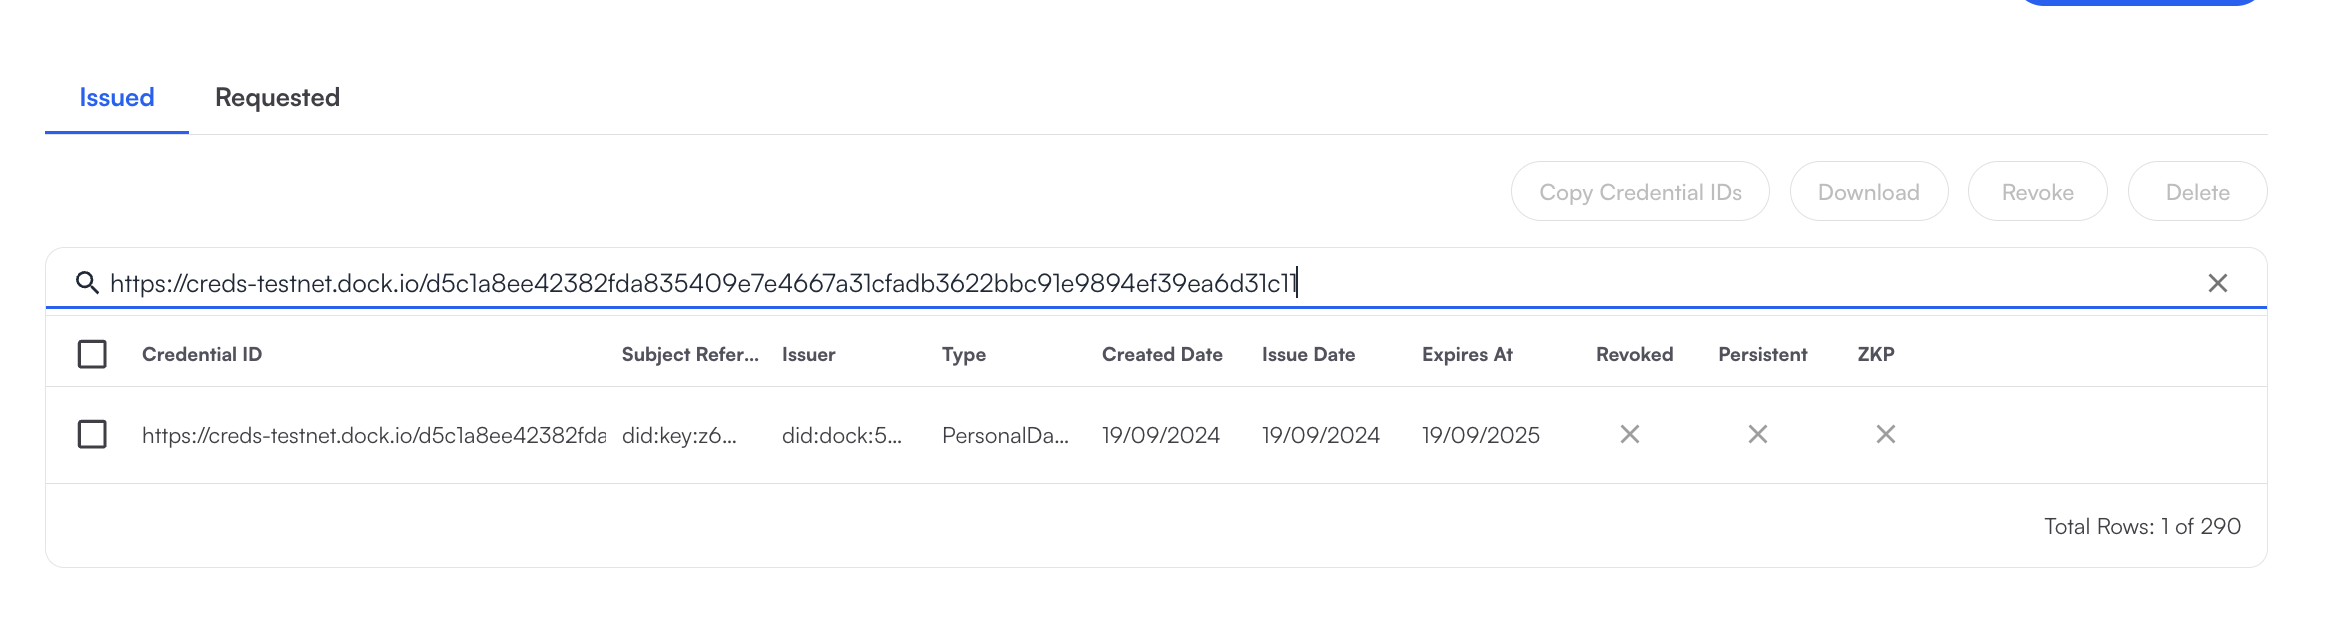 Issued Requested
Copy Credential IDs Download Revoke Delete
https://creds-testnet.dock.io/d5c1a8ee42382fda835409e7e4667a31cfadb3622bbc91e9894ef39ea6d31c11
Credential ID Subject Refer... Issuer Type Created Date Issue Date Expires At Revoked Persistent ZKP
https://creds-testnet.dock.io/d5c1a8ee42382fda did:key:z6... did:dock:5... PersonalDa... 19/09/2024 19/09/2024 19/09/2025
Total Rows: 1 of 290